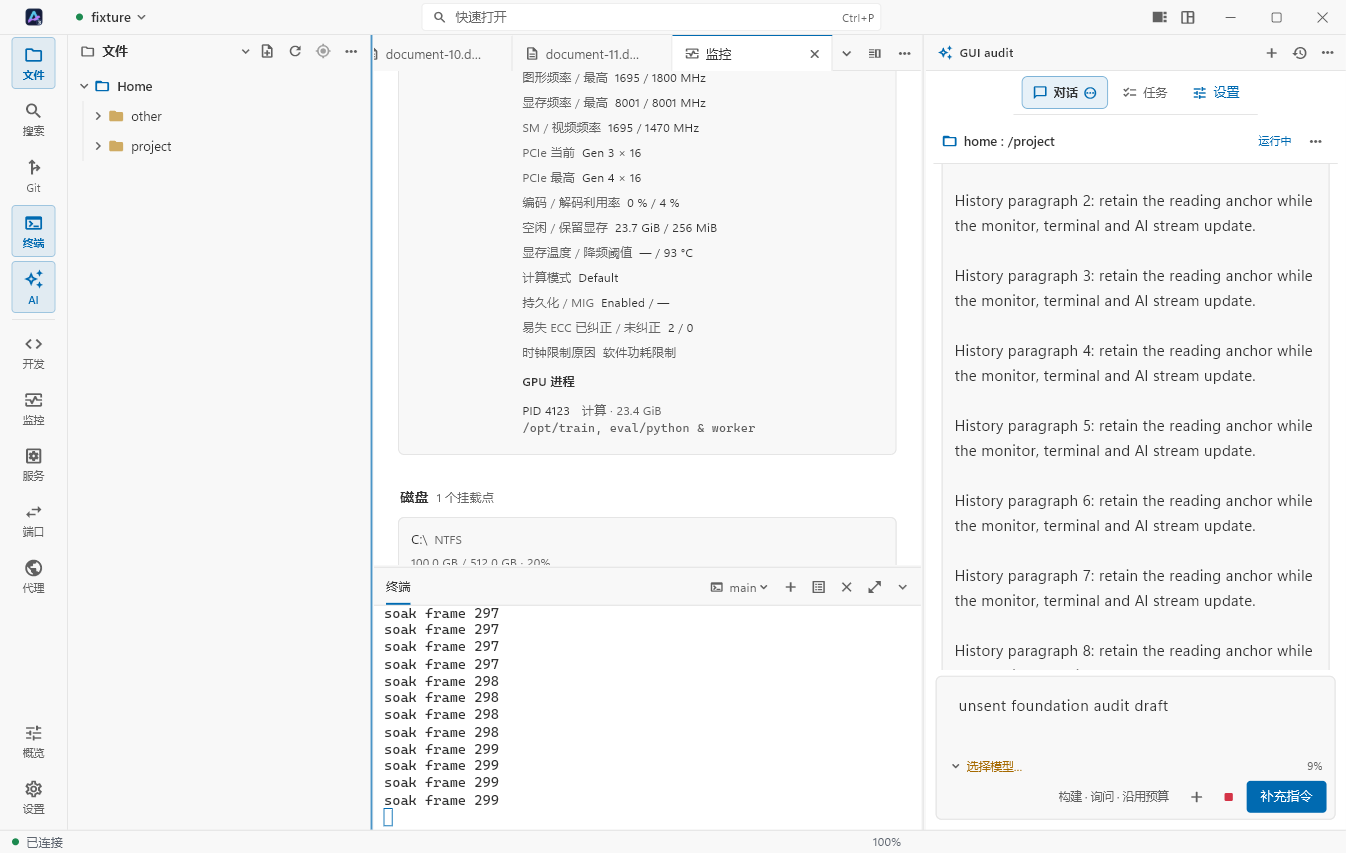 fixture
快速打开
Ctrl+P
文件
搜索
Git
终端
AI
开发
监控
服务
端口
代理
概览
设置
文件
Home
other
project
document-10.d...
document-11.d...
监控
图形频率 / 最高 1695 / 1800 MHz
显存频率 / 最高 8001 / 8001 MHz
SM / 视频频率 1695 / 1470 MHz
PCIe 当前 Gen 3 × 16
PCIe 最高 Gen 4 × 16
编码 / 解码利用率 0 % / 4 %
空闲 / 保留显存 23.7 GiB / 256 MiB
显存温度 / 降频阈值 — / 93 °C
计算模式 Default
持久化 / MIG Enabled / —
易失 ECC 已纠正 / 未纠正 2 / 0
时钟限制原因 软件功耗限制
GPU 进程
PID 4123 计算 · 23.4 GiB
/opt/train, eval/python & worker
磁盘 1 个挂载点
C:\ NTFS
100.0 GB / 512.0 GB · 20%
终端
main
soak frame 297
soak frame 297
soak frame 297
soak frame 297
soak frame 298
soak frame 298
soak frame 298
soak frame 298
soak frame 299
soak frame 299
soak frame 299
soak frame 299
GUI audit
对话
任务
设置
home : /project
运行中
History paragraph 2: retain the reading anchor while
the monitor, terminal and AI stream update.
History paragraph 3: retain the reading anchor while
the monitor, terminal and AI stream update.
History paragraph 4: retain the reading anchor while
the monitor, terminal and AI stream update.
History paragraph 5: retain the reading anchor while
the monitor, terminal and AI stream update.
History paragraph 6: retain the reading anchor while
the monitor, terminal and AI stream update.
History paragraph 7: retain the reading anchor while
the monitor, terminal and AI stream update.
History paragraph 8: retain the reading anchor while
unsent foundation audit draft
选择模型...
9%
构建 · 询问 · 沿用预算
补充指令
已连接
100%